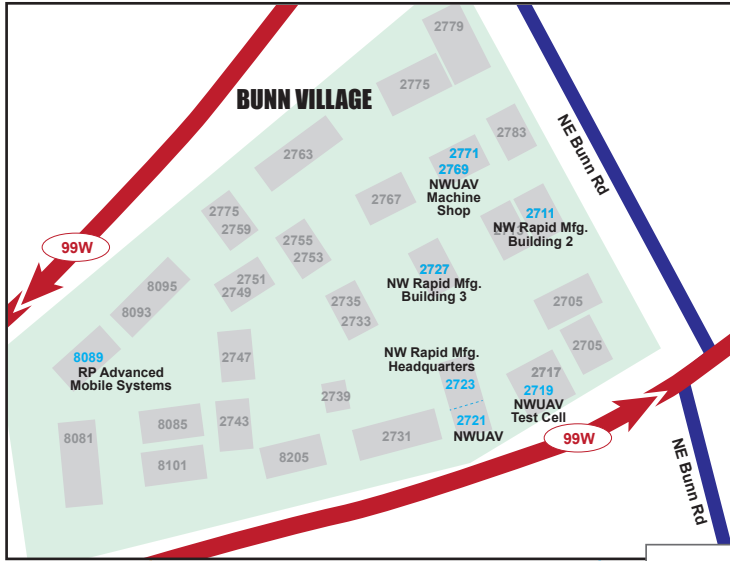 2779
2775
BUNN VILLAGE
NE Bunn Rd
2783
2763
2771
2769
NWUAV
Machine
Shop
2767
2775
2759
2711
NW Rapid Mfg.
Building 2
2755
2753
99W
2727
NW Rapid Mfg.
Building 3
2751
2749
8095
8093
2735
2733
2705
2705
8089
RP Advanced
Mobile Systems
2747
NW Rapid Mfg.
Headquarters
2723
2717
2719
NWUAV
Test Cell
2739
2721
NWUAV
2743
8085
8081
8101
8205
2731
99W
NE Bunn Rd